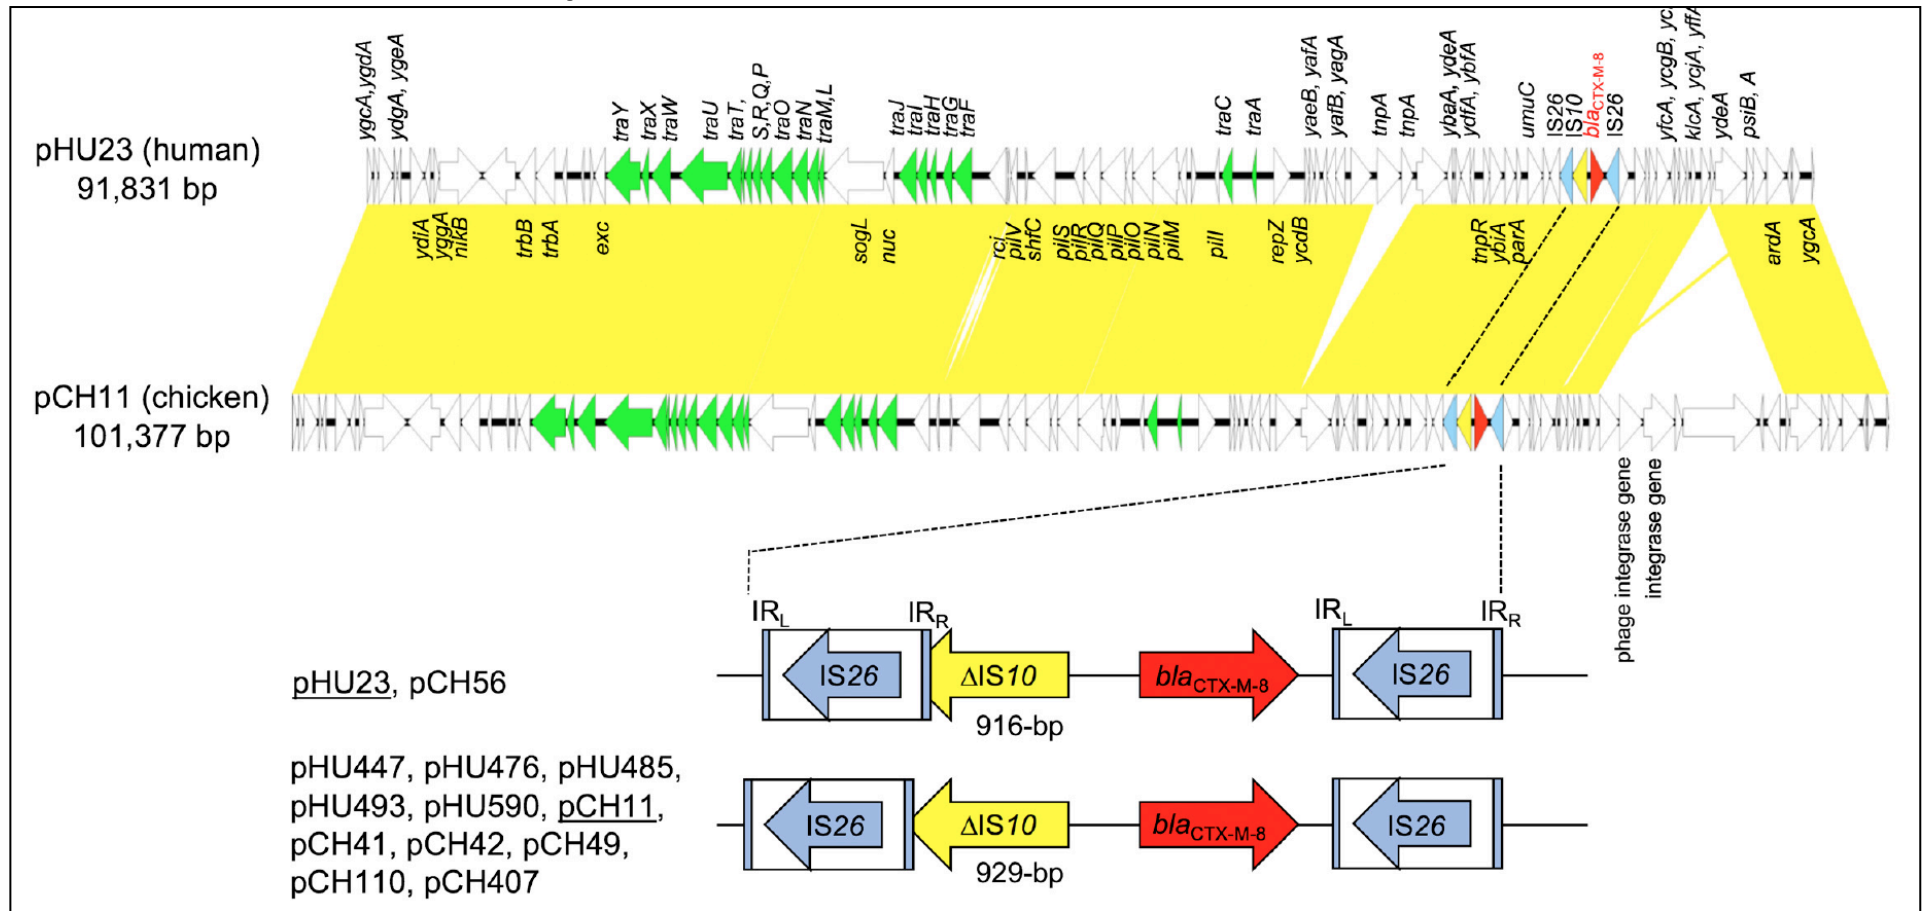 ygcA,ygdA
ydgA, ygeA
traY
traX
traW
traU
traT,
S,R,Q,P
traO
traN
traM,L
traJ
traI
traH
traG
traF
traC
traA
yaeB, yafA
yafB, yagA
tnpA
tnpA
ybaA, ydeA
ydfA, ybfA
umuC
IS26
IS10
blaCTX-M-8
IS26
yfcA, ycgB,
klcA, ycjA,
ydeA
psiB, A
pHU23 (human)
91,831 bp
ydiA
yggA
nikB
trbB
trbA
exc
sogL
nuc
rci
pilV
shfC
pilS
pilR
pilQ
pilP
pilO
pilN
pilM
pilI
repZ
ycdB
tnpR
ybiA
parA
ardA
ygcA
pCH11 (chicken)
101,377 bp
phage integrase gene
integrase gene
IRL
IRR
IRL
IRR
pHU23, pCH56
IS26
ΔIS10
blaCTX-M-8
IS26
916-bp
pHU447, pHU476, pHU485,
pHU493, pHU590, pCH11,
pCH41, pCH42, pCH49,
pCH110, pCH407
IS26
ΔIS10
blaCTX-M-8
IS26
929-bp